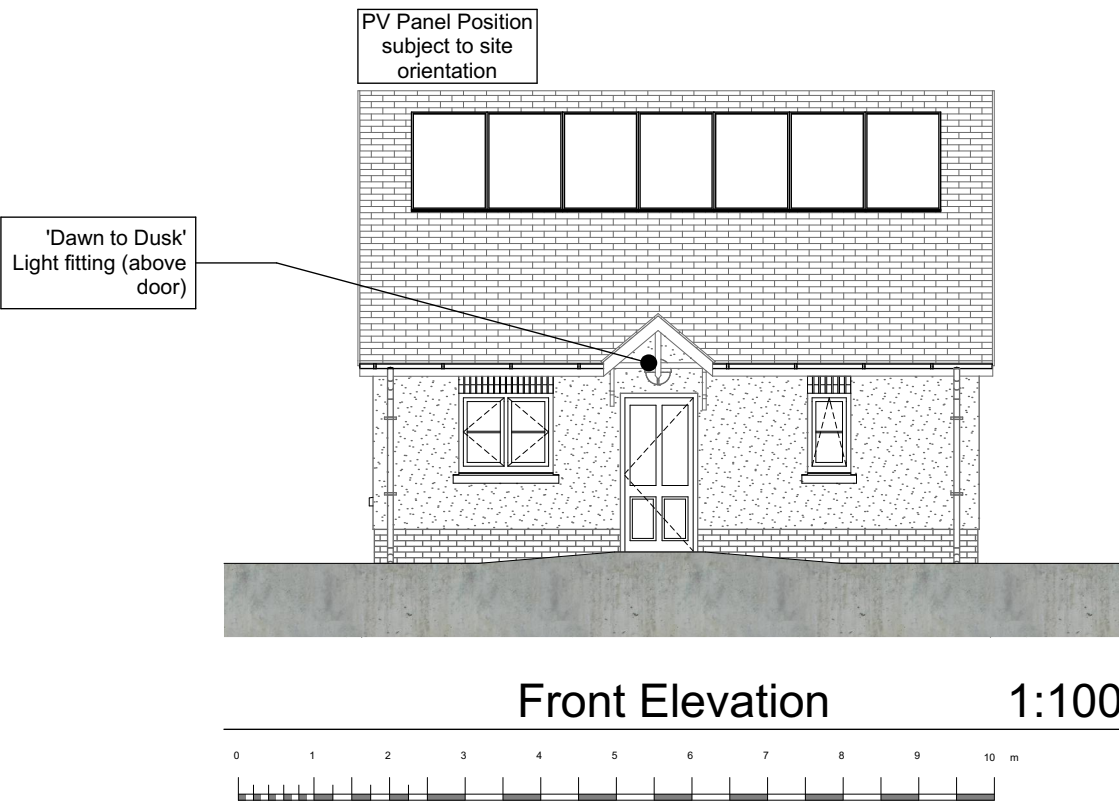 PV Panel Position
subject to site
orientation
'Dawn to Dusk'
Light fitting (above
door)
Front Elevation 1:100
0 1 2 3 4 5 6 7 8 9 10 m